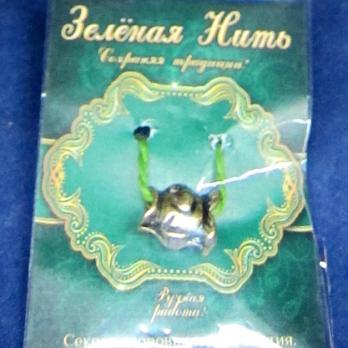 Зелёная Нить
"Сохраняя традиции!"
Ручная
работа!